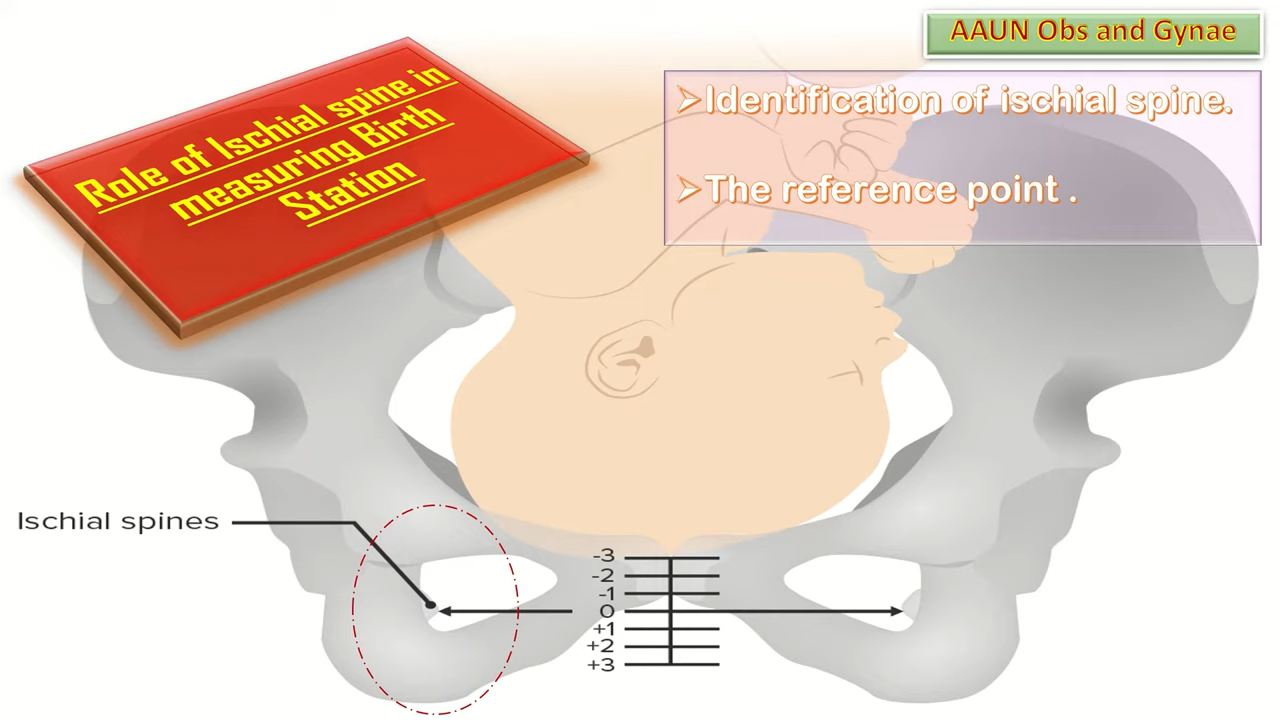 AAUN Obs and Gynae
Role of Ischial spine in
measuring Birth
Station
➢Identification of ischial spine.
➢The reference point .
Ischial spines
-3
-2
-1
0
+1
+2
+3